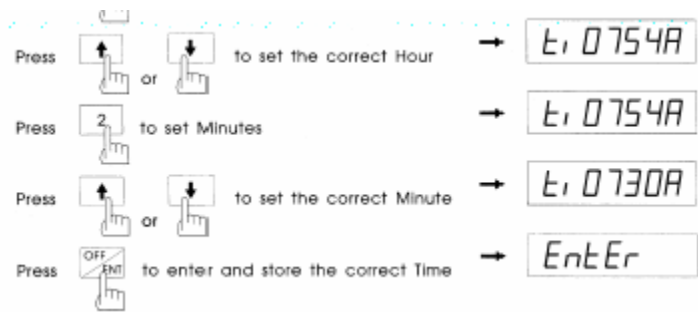 Press or to set the correct Hour ti 0754A
Press 2 to set Minutes ti 0754A
Press or to set the correct Minute ti 0730A
Press OFF/ENT to enter and store the correct Time EntEr